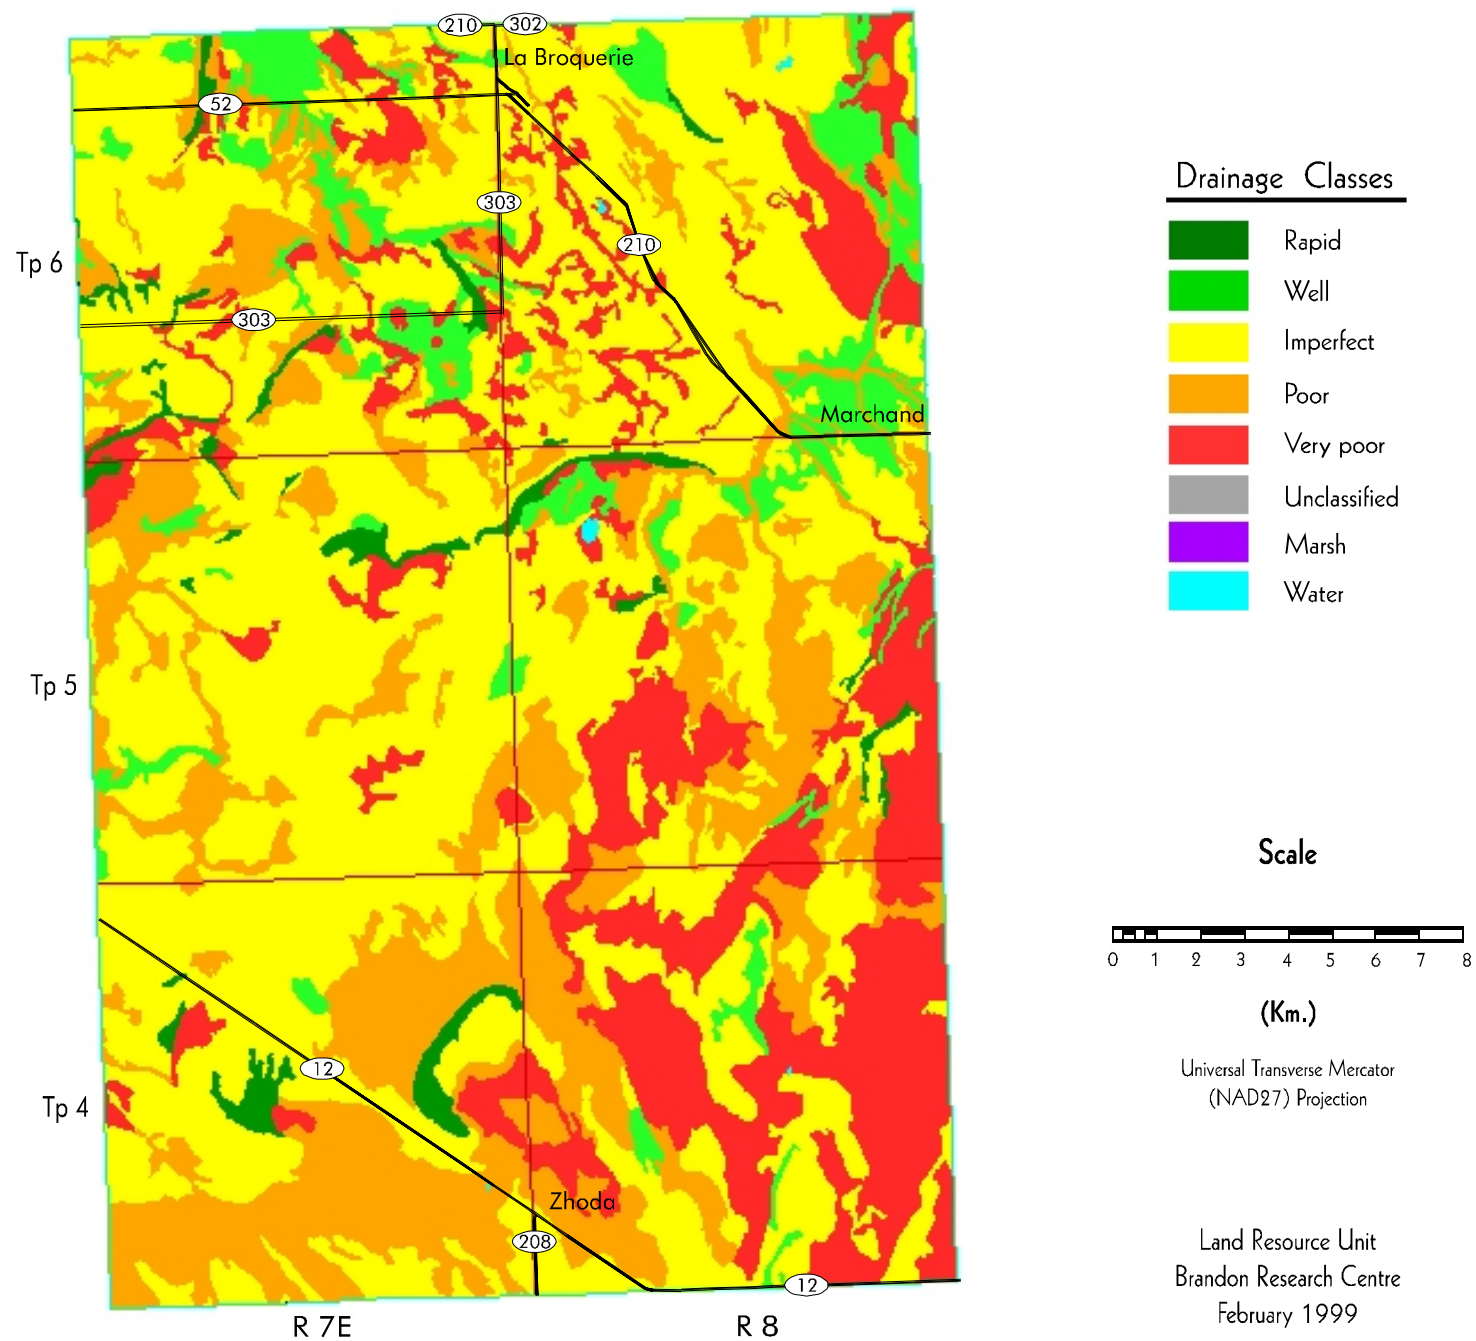 210
302
La Broquerie
52
303
210
Tp 6
303
Marchand
Tp 5
12
Tp 4
Zhoda
208
12
R 7E
R 8
Drainage Classes
Rapid
Well
Imperfect
Poor
Very poor
Unclassified
Marsh
Water
Scale
0 1 2 3 4 5 6 7 8
(Km.)
Universal Transverse Mercator
(NAD27) Projection
Land Resource Unit
Brandon Research Centre
February 1999